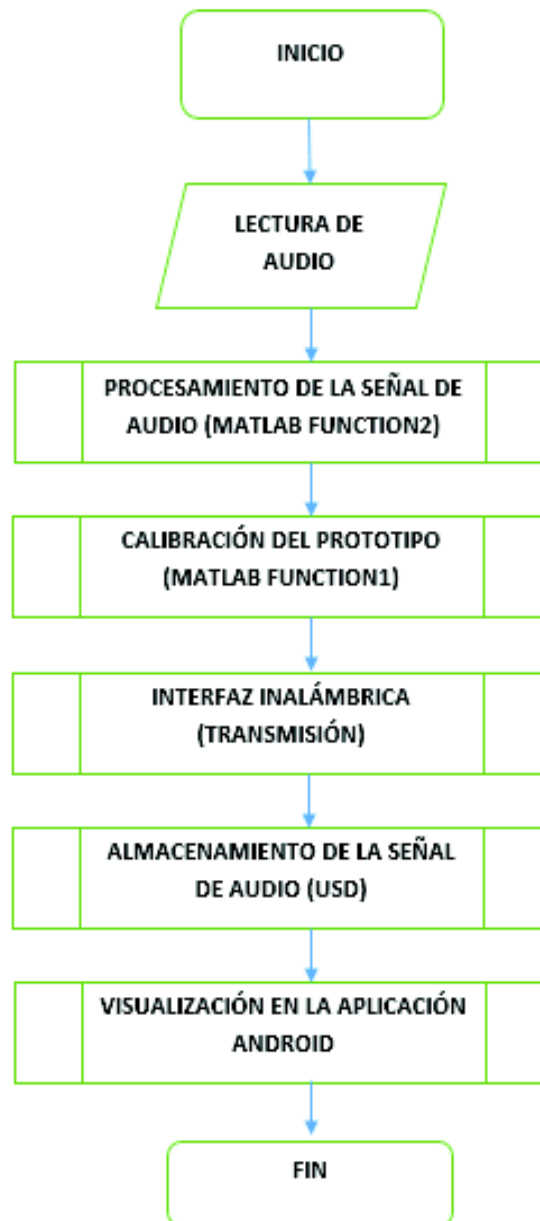 INICIO
LECTURA DE
AUDIO
PROCESAMIENTO DE LA SEÑAL DE
AUDIO (MATLAB FUNCTION2)
CALIBRACIÓN DEL PROTOTIPO
(MATLAB FUNCTION1)
INTERFAZ INALÁMBRICA
(TRANSMISIÓN)
ALMACENAMIENTO DE LA SEÑAL
DE AUDIO (USD)
VISUALIZACIÓN EN LA APLICACIÓN
ANDROID
FIN